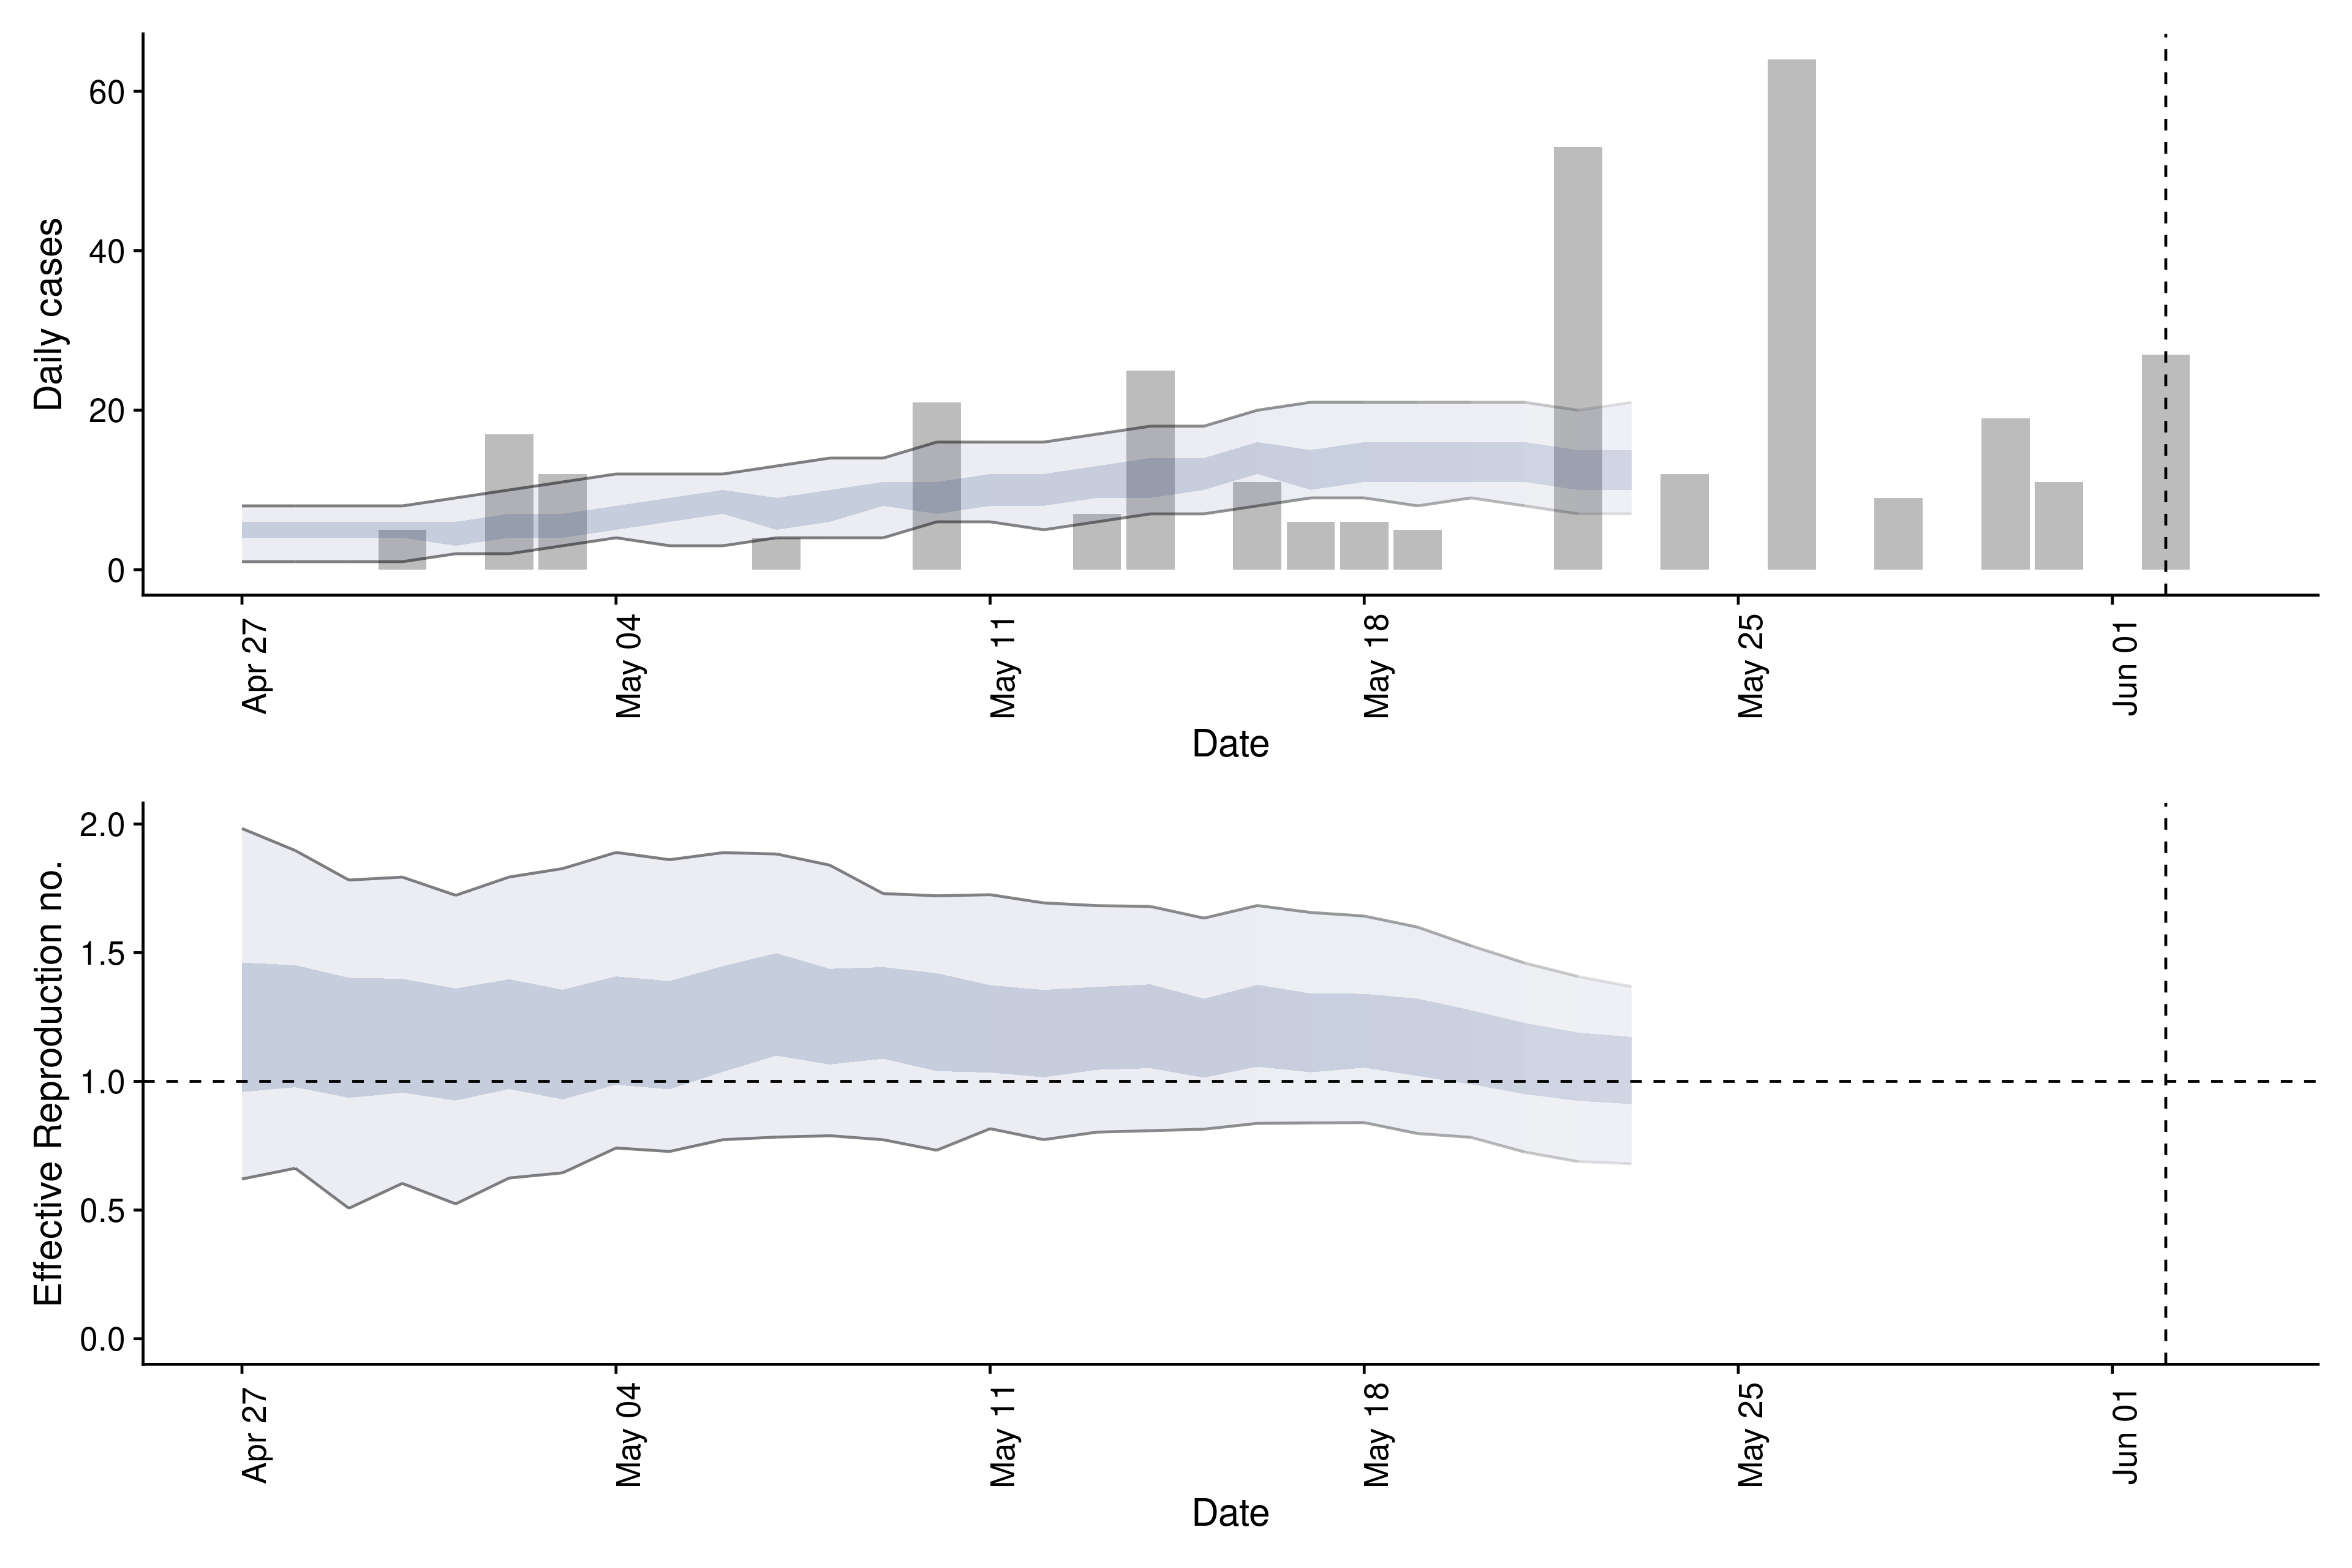 Daily cases
60
40
20
0
Apr 27
May 04
May 11
May 18
May 25
Jun 01
Date
Effective Reproduction no.
2.0
1.5
1.0
0.5
0.0
Apr 27
May 04
May 11
May 18
May 25
Jun 01
Date